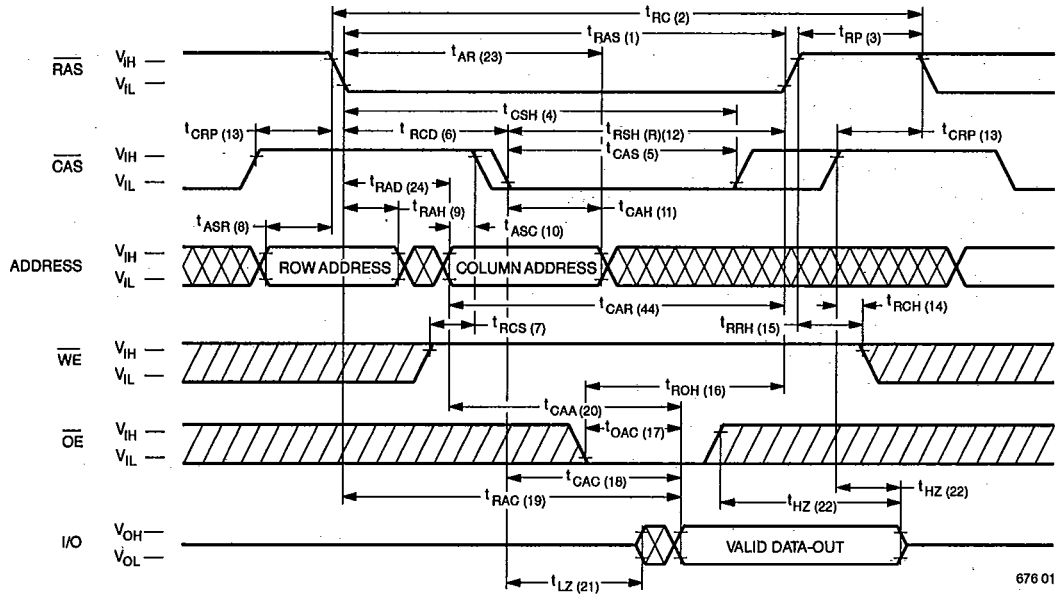 tRC (2)
tRAS (1)
tRP (3)
tAR (23)
RAS
VIH
VIL
tCSH (4)
tCRP (13)
tRCD (6)
tRSH (R)(12)
tCRP (13)
CAS
VIH
VIL
tCAS (5)
tRAD (24)
tRAH (9)
tCAH (11)
tASR (8)
tASC (10)
ADDRESS
VIH
VIL
ROW ADDRESS
COLUMN ADDRESS
tCAR (44)
tRCH (14)
tRCS (7)
tRRH (15)
WE
VIH
VIL
tROH (16)
tCAA (20)
OE
VIH
VIL
tOAC (17)
tCAC (18)
tHZ (22)
tRAC (19)
tHZ (22)
I/O
VOH
VOL
VALID DATA-OUT
tLZ (21)
676 01